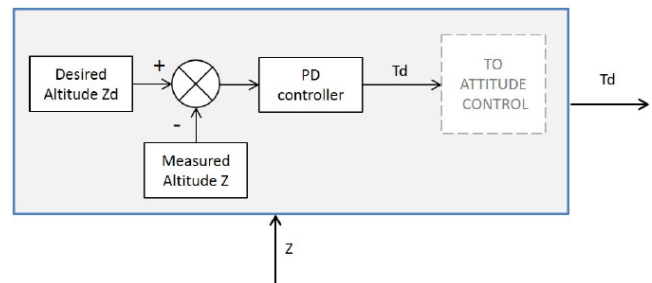 Desired
Altitude Zd
+
-
Measured
Altitude Z
PD
controller
Td
TO
ATTITUDE
CONTROL
Td
Z